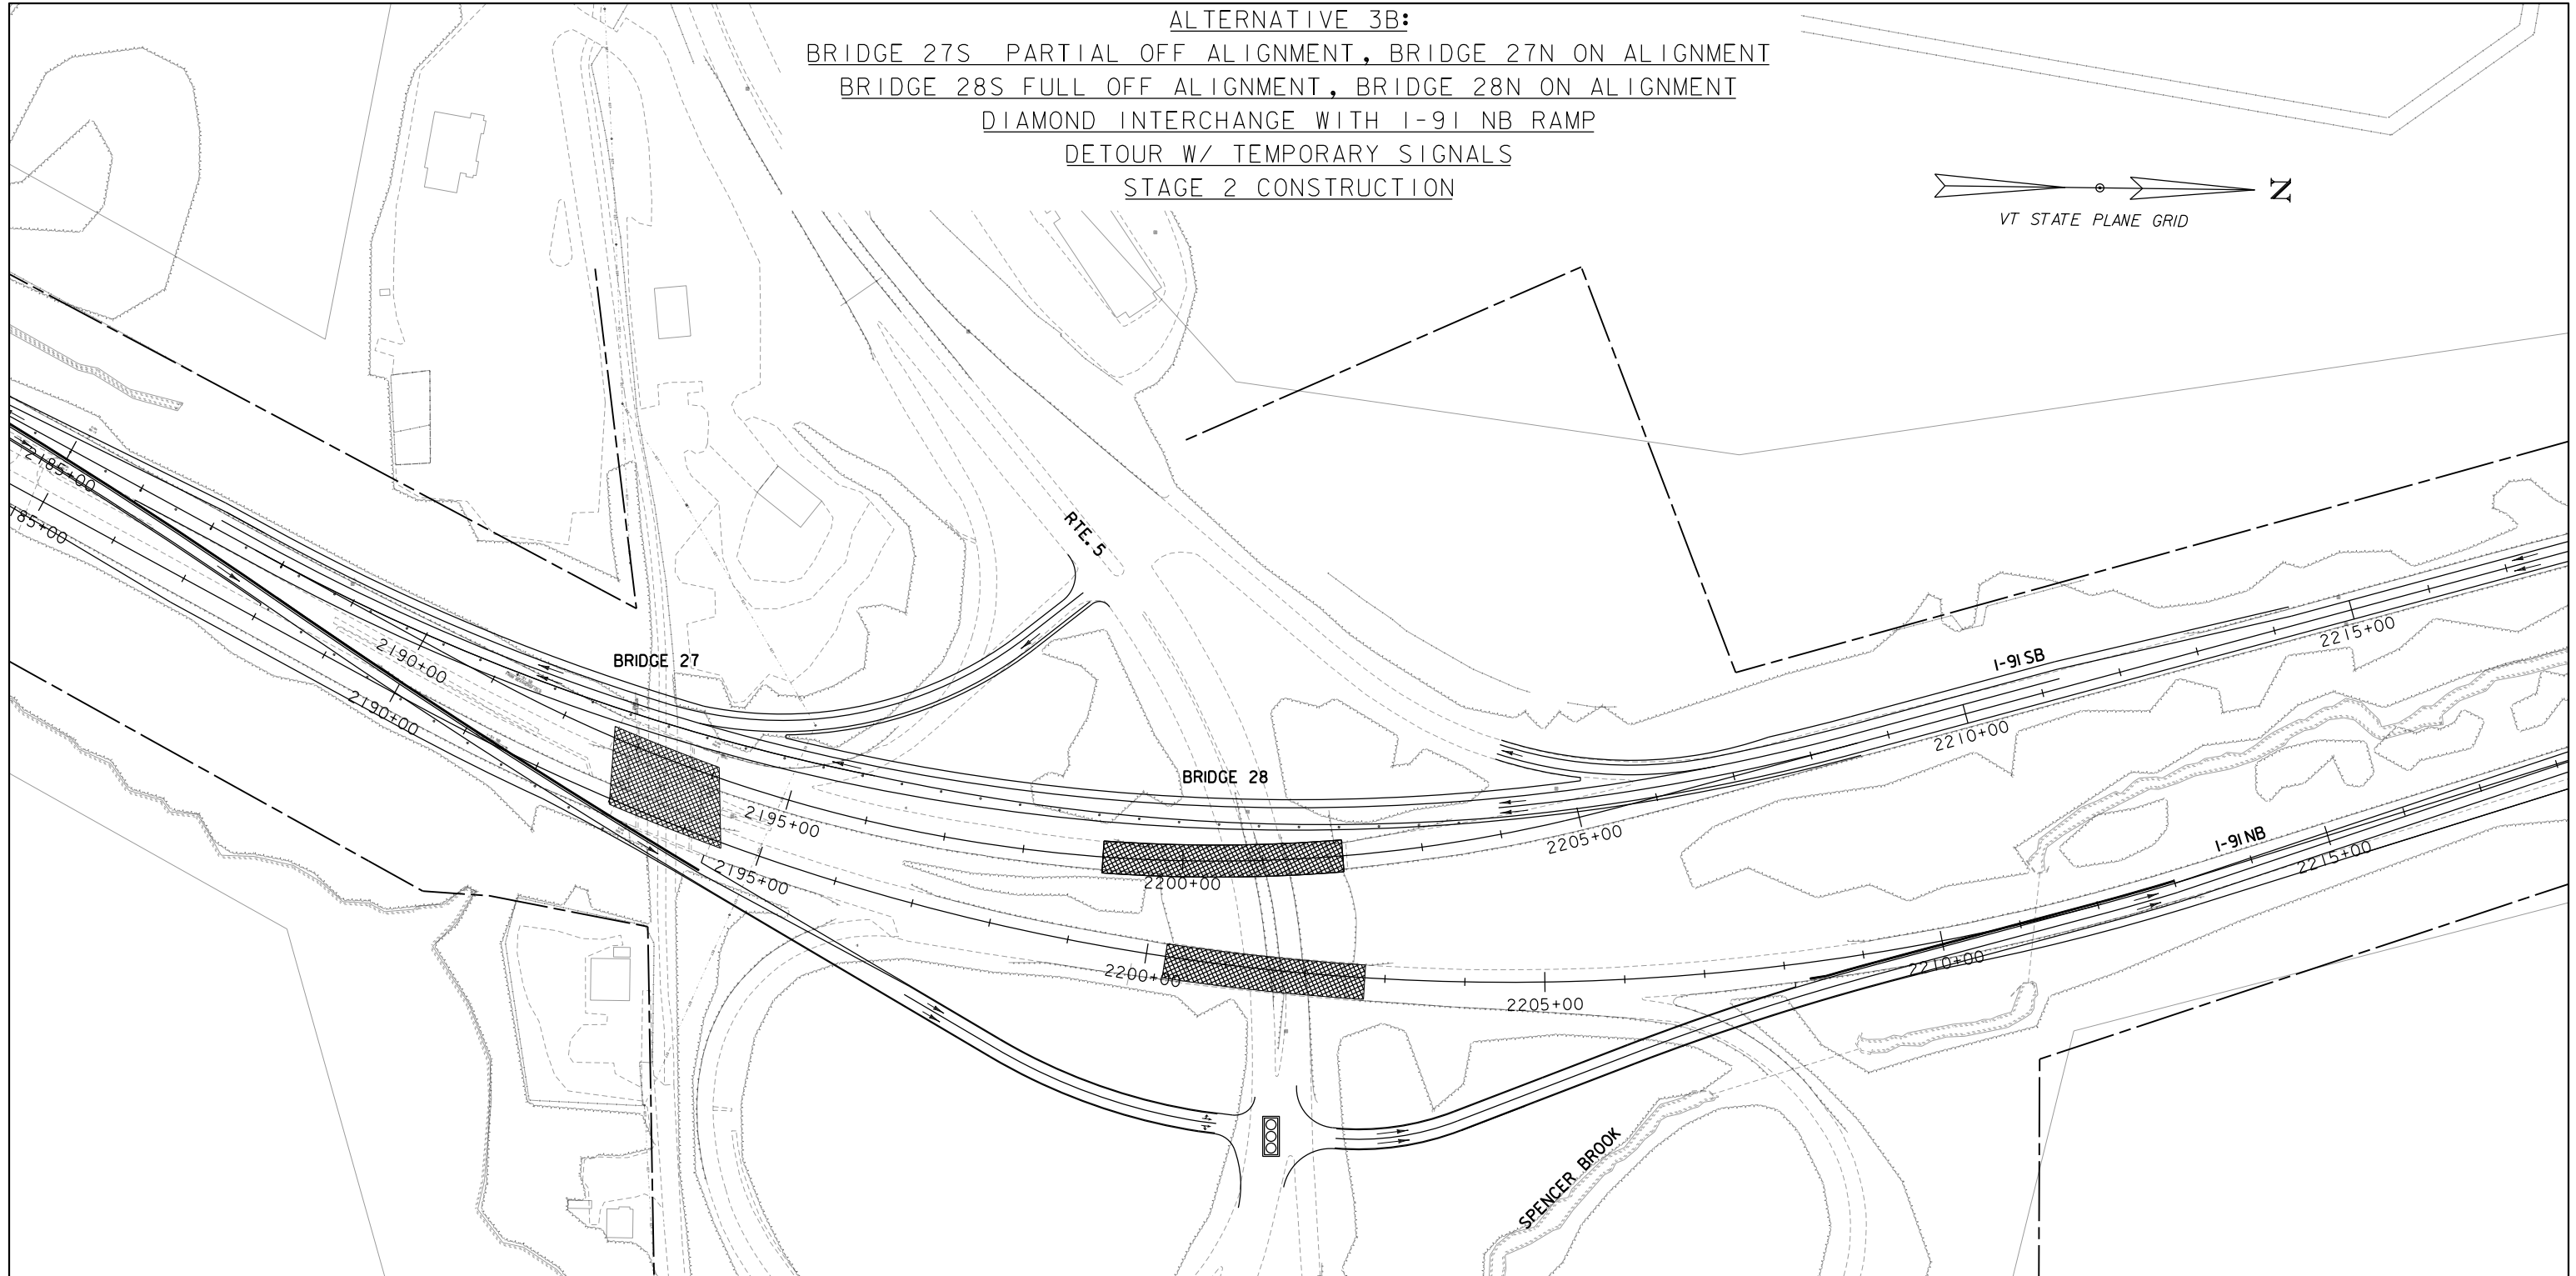 ALTERNATIVE 3B:
BRIDGE 27S PARTIAL OFF ALIGNMENT, BRIDGE 27N ON ALIGNMENT
BRIDGE 28S FULL OFF ALIGNMENT, BRIDGE 28N ON ALIGNMENT
DIAMOND INTERCHANGE WITH I-91 NB RAMP
DETOUR W/ TEMPORARY SIGNALS
STAGE 2 CONSTRUCTION
N
VT STATE PLANE GRID
2185+00
185+00
RTE. 5
2190+00
2190+00
BRIDGE 27
I-91 SB
2215+00
2210+00
BRIDGE 28
2195+00
2205+00
2195+00
2200+00
I-91 NB
2215+00
2200+00
2205+00
2210+00
SPENCER BROOK